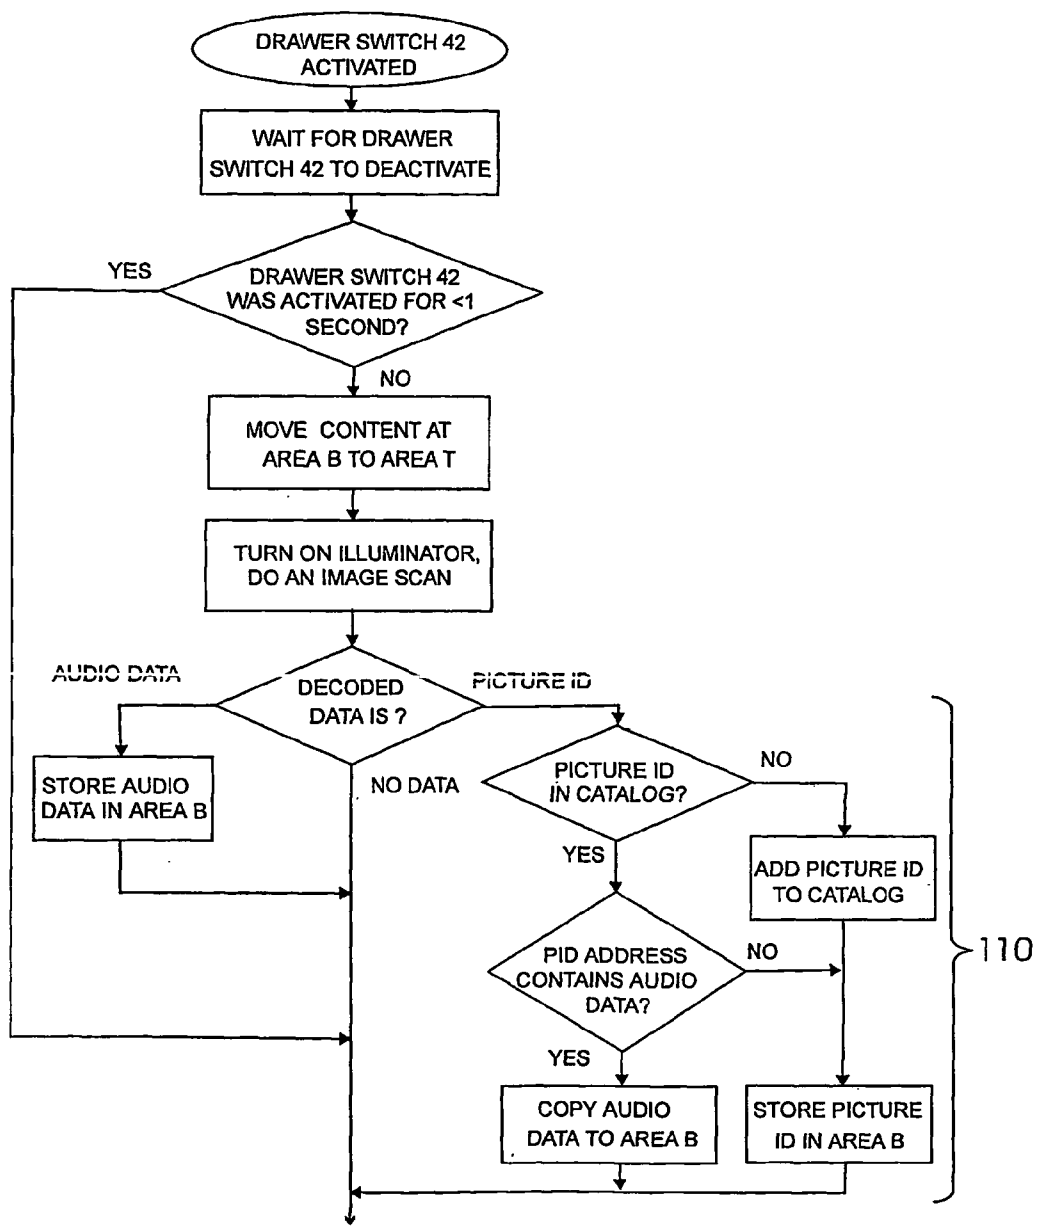 DRAWER SWITCH 42
ACTIVATED
WAIT FOR DRAWER
SWITCH 42 TO DEACTIVATE
YES
DRAWER SWITCH 42
WAS ACTIVATED FOR <1
SECOND?
NO
MOVE CONTENT AT
AREA B TO AREA T
TURN ON ILLUMINATOR,
DO AN IMAGE SCAN
AUDIO DATA
DECODED
DATA IS ?
PICTURE ID
STORE AUDIO
DATA IN AREA B
NO DATA
PICTURE ID
IN CATALOG?
NO
YES
ADD PICTURE ID
TO CATALOG
PID ADDRESS
CONTAINS AUDIO
DATA?
NO
110
YES
COPY AUDIO
DATA TO AREA B
STORE PICTURE
ID IN AREA B